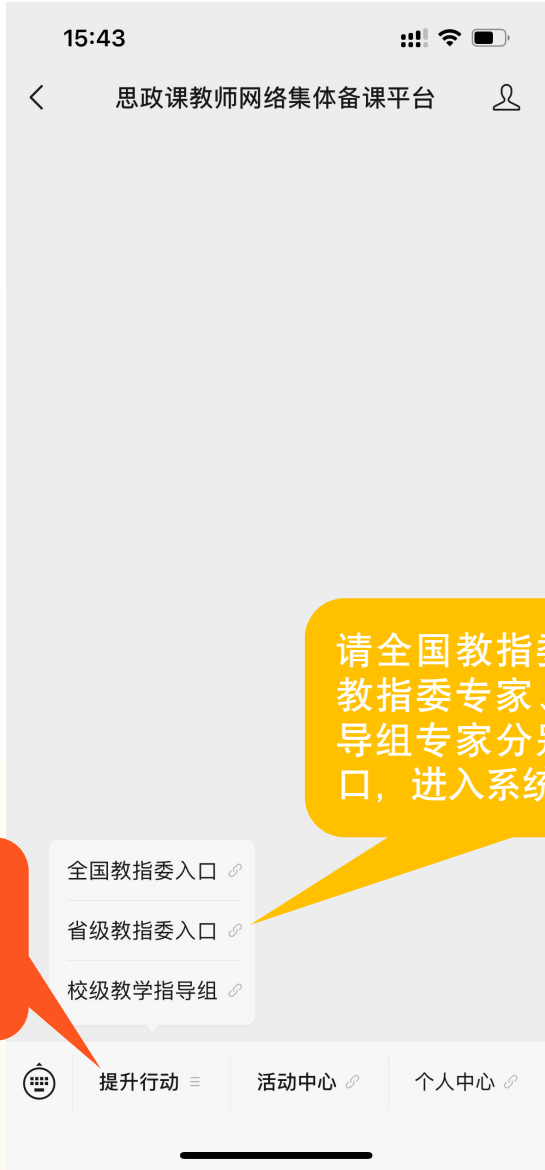 15:43
思政课教师网络集体备课平台
请全国教指委
教指委专家、
导组专家分别
口，进入系统
全国教指委入口
省级教指委入口
校级教学指导组
提升行动
活动中心
个人中心